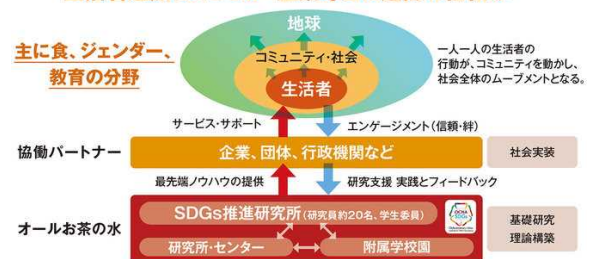 地球
主に食、ジェンダー、
教育の分野
コミュニティ・社会
生活者
一人一人の生活者の
行動が、コミュニティを動かし、
社会全体のムーブメントとなる。
サービス・サポート
エンゲージメント(信頼・絆)
協働パートナー
企業、団体、行政機関など
社会実装
最先端ノウハウの提供
研究支援 実践とフィードバック
オールお茶の水
SDGs推進研究所(研究員約20名、学生委員)
OCHA
SDGs
基礎研究
理論構築
研究所・センター
附属学校園